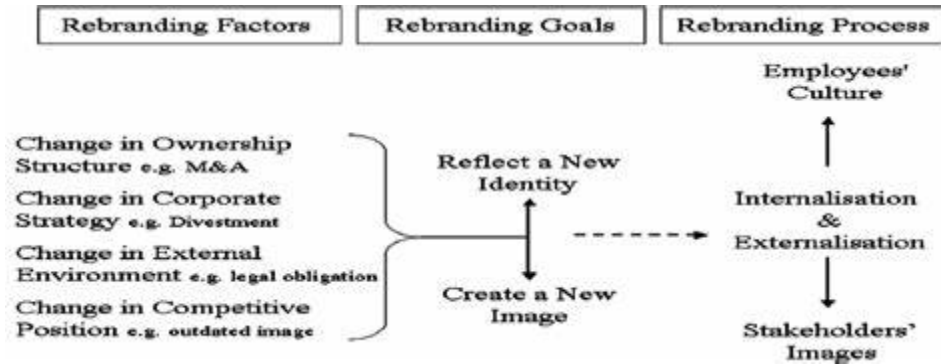 Rebranding Factors
Rebranding Goals
Rebranding Process
Change in Ownership
Structure e.g. M&A
Change in Corporate
Strategy e.g. Divestment
Change in External
Environment e.g. legal obligation
Change in Competitive
Position e.g. outdated image
Reflect a New
Identity
Create a New
Image
Employees'
Culture
Internalisation
&
Externalisation
Stakeholders'
Images